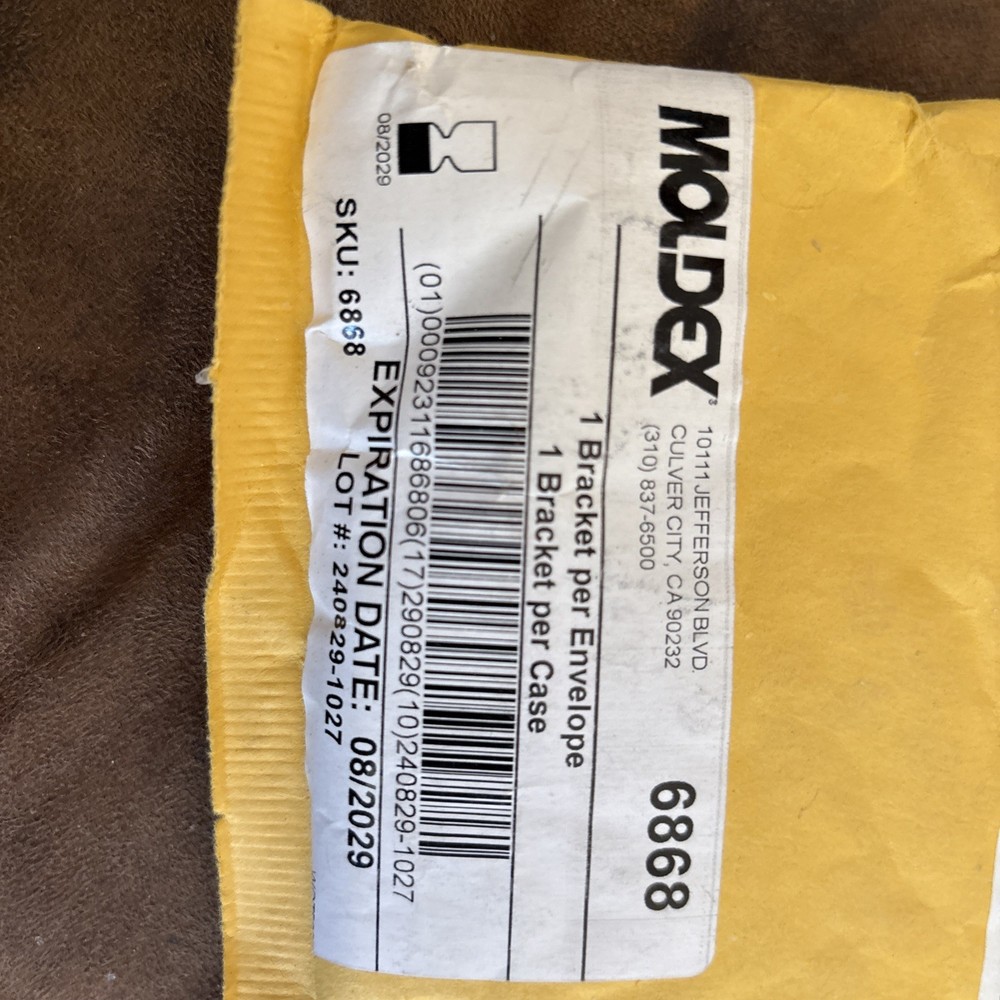 MOLDEX®
10111 JEFFERSON BLVD.
CULVER CITY, CA 90232
(310) 837-6500
6868
1 Bracket per Envelope
1 Bracket per Case
(01)00092311686806(17)290829(10)240829-1027
EXPIRATION DATE: 08/2029
08/2029
SKU: 6868
LOT #: 240829-1027